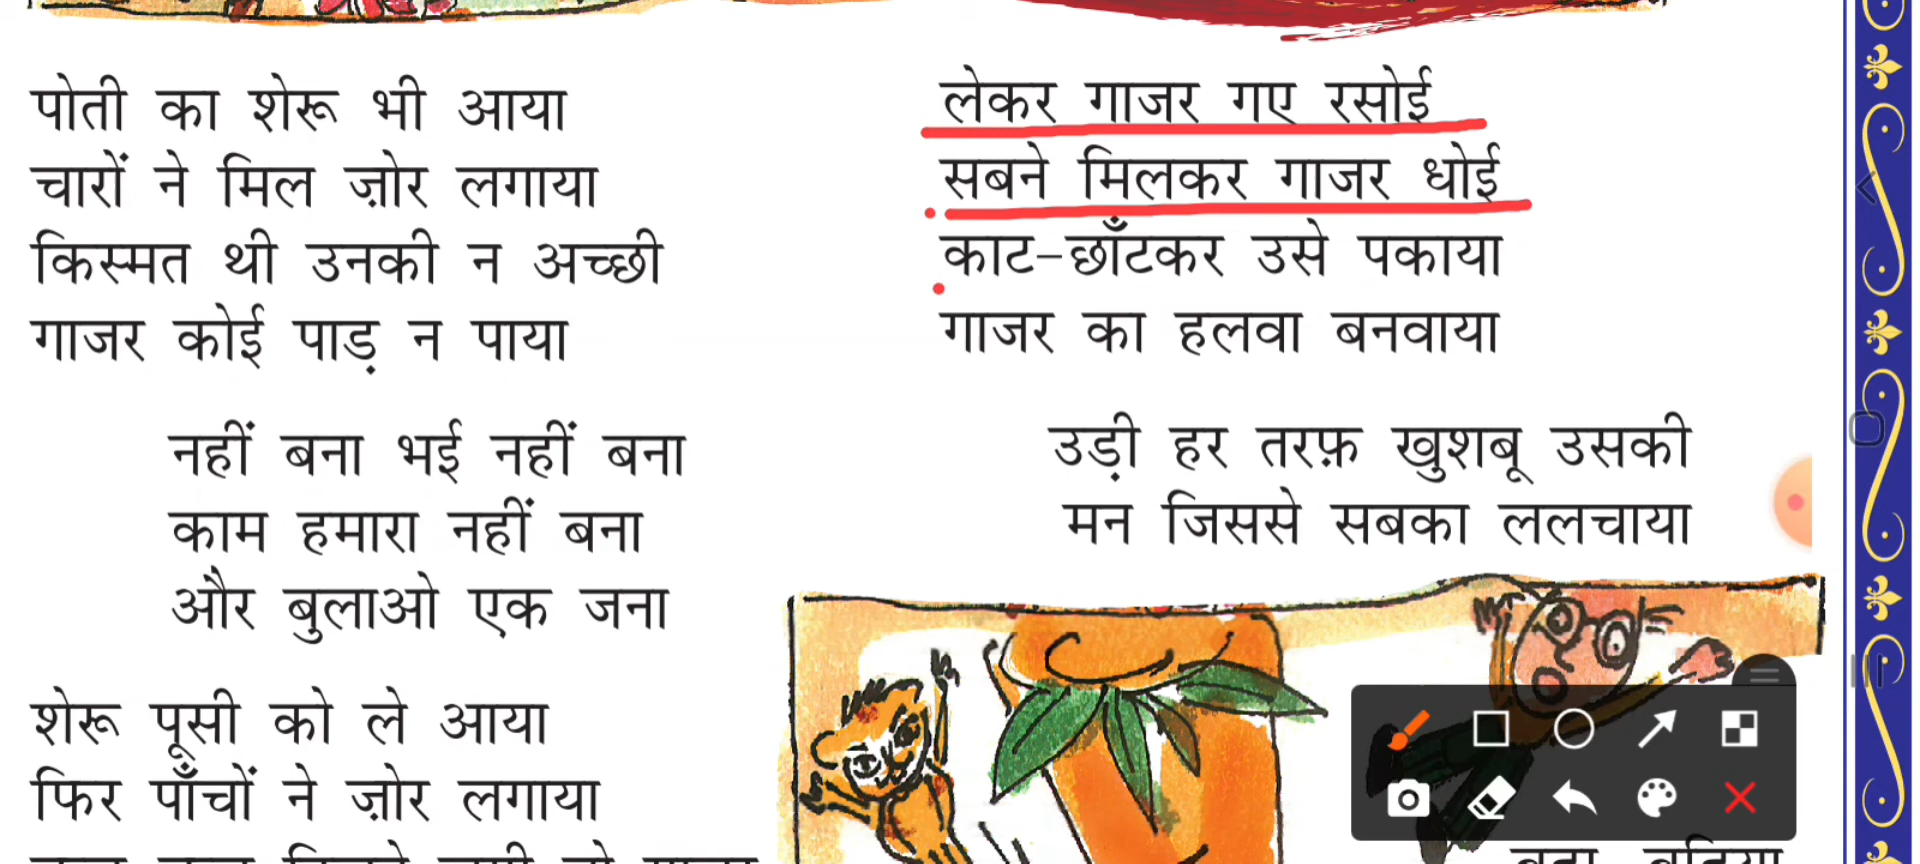 पोती का शेरू भी आया
चारों ने मिल ज़ोर लगाया
किस्मत थी उनकी न अच्छी
गाजर कोई पाड़ न पाया
नहीं बना भई नहीं बना
काम हमारा नहीं बना
और बुलाओ एक जना
शेरू पूसी को ले आया
फिर पाँचों ने ज़ोर लगाया
लेकर गाजर गए रसोई
सबने मिलकर गाजर धोई
काट-छाँटकर उसे पकाया
गाजर का हलवा बनवाया
उड़ी हर तरफ़ खुशबू उसकी
मन जिससे सबका ललचाया